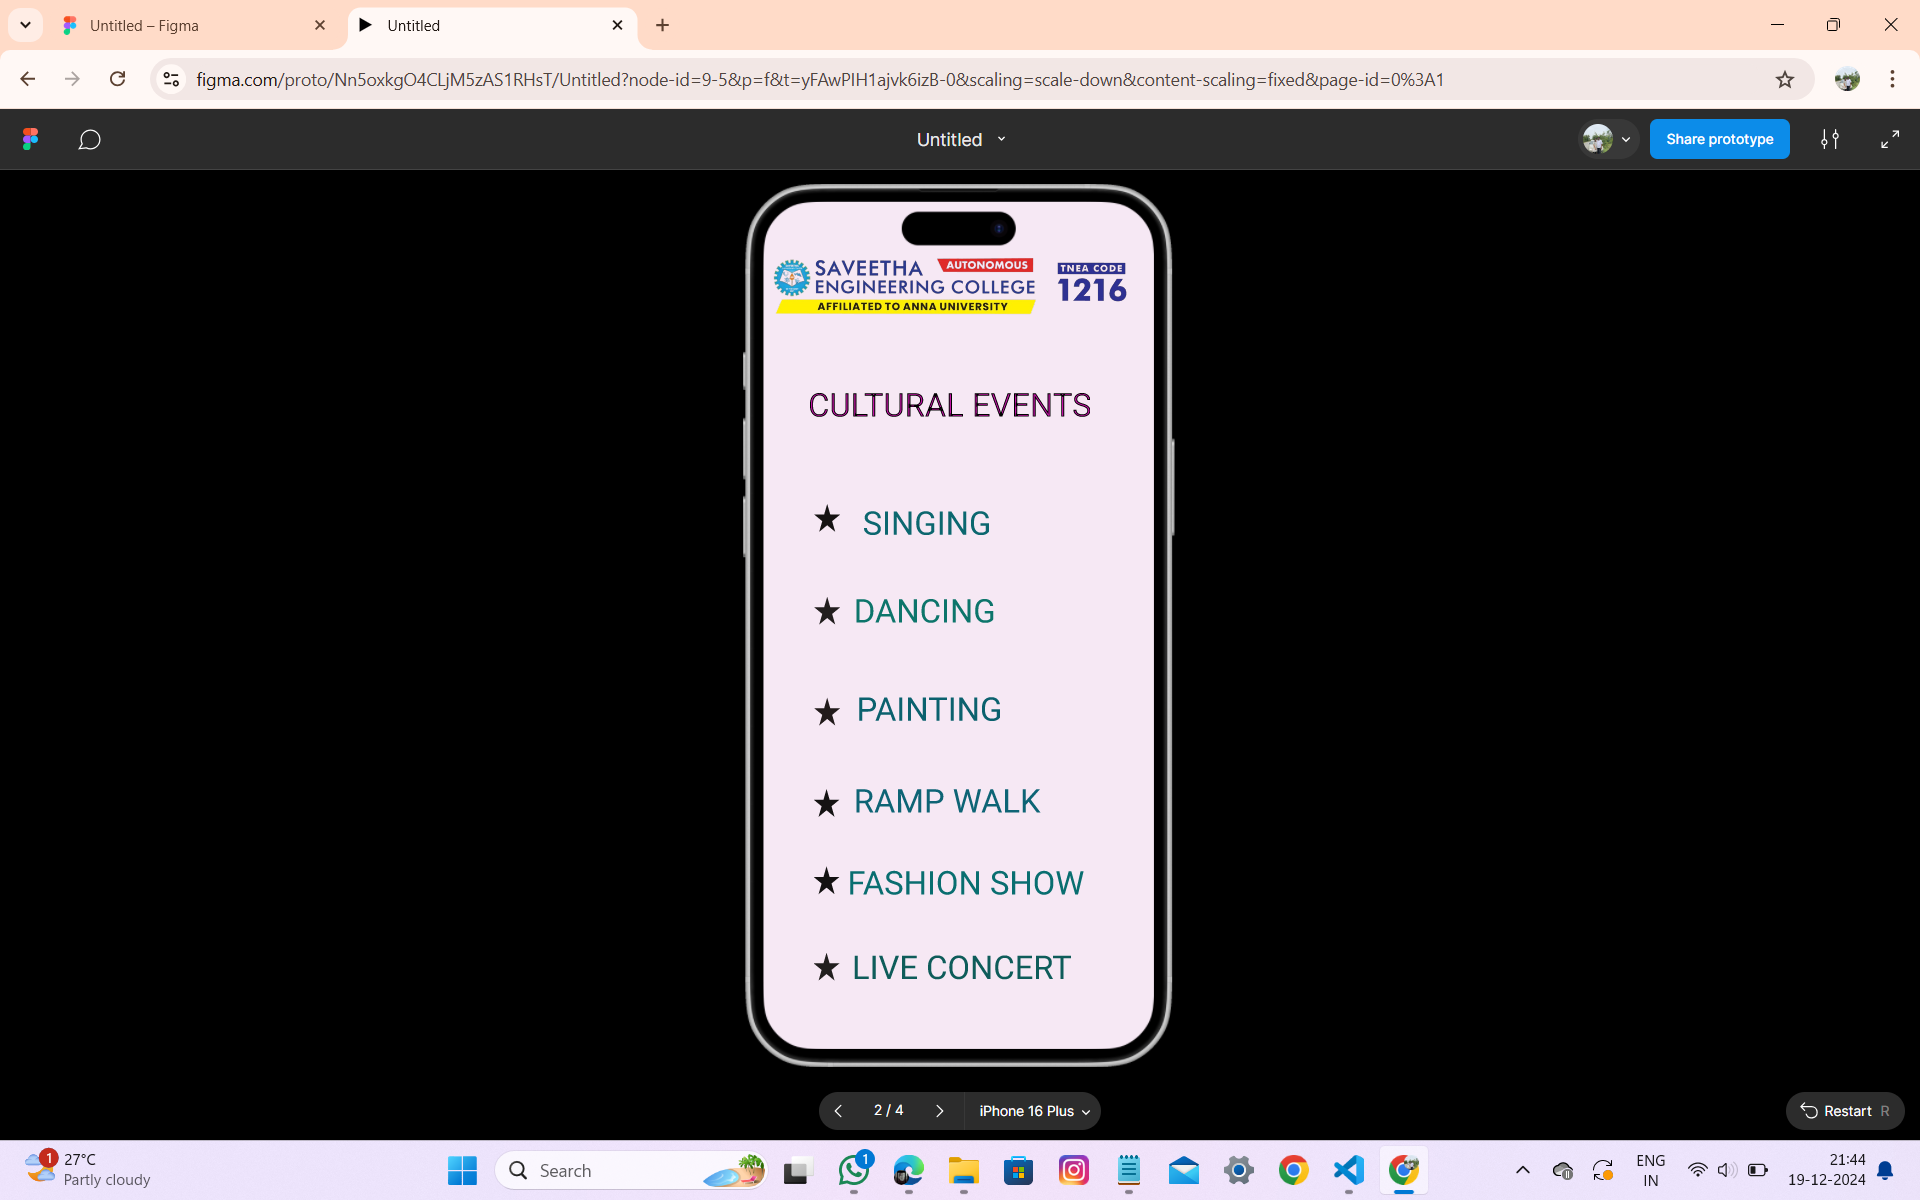 Untitled – Figma
Untitled
figma.com/proto/Nn5oxkgO4CLjM5zAS1RHsT/Untitled?node-id=9-5&p=f&t=yFAwPIH1ajvk6izB-0&scaling=scale-down&content-scaling=fixed&page-id=0%3A1
Untitled
Share prototype
SAVEETHA AUTONOMOUS
ENGINEERING COLLEGE
AFFILIATED TO ANNA UNIVERSITY
TNEA CODE
1216
CULTURAL EVENTS
★ SINGING
★ DANCING
★ PAINTING
★ RAMP WALK
★ FASHION SHOW
★ LIVE CONCERT
2 / 4 iPhone 16 Plus
Restart R
1
27°C
Partly cloudy
Search
1
ENG
IN
21:44
19-12-2024